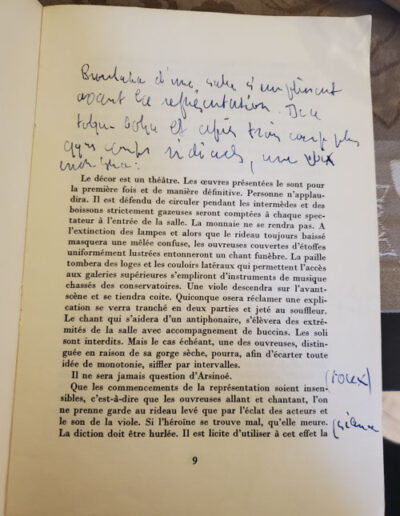 Brouhaha d'une salle s'emplissant
avant la représentation.
et après trois coups plus
coups ridicules, une voix
Le décor est un théâtre. Les œuvres présentées le sont pour
la première fois et de manière définitive. Personne n'applau-
dira. Il est défendu de circuler pendant les intermèdes et des
boissons strictement gazeuses seront comptées à chaque spec-
tateur à l'entrée de la salle. La monnaie ne se rendra pas. A
l'extinction des lampes et alors que le rideau toujours baissé
masquera une mêlée confuse, les ouvreuses couvertes d'étoffes
uniformément lustrées entonneront un chant funèbre. La paille
tombera des loges et les couloirs latéraux qui permettent l'accès
aux galeries supérieures s'empliront d'instruments de musique
chassés des conservatoires. Une viole descendra sur l'avant-
scène et se tiendra coite. Quiconque osera réclamer une expli-
cation se verra tranché en deux parties et jeté au souffleur.
Le chant qui s'aidera d'un antiphonaire, s'élèvera des extré-
mités de la salle avec accompagnement de buccins. Les soli
sont interdits. Mais le cas échéant, une des ouvreuses, distin-
guée en raison de sa gorge sèche, pourra, afin d'écarter toute
idée de monotonie, siffler par intervalles.
Il ne sera jamais question d'Arsinoé.
Que les commencements de la représentation soient insen-
sibles, c'est-à-dire que les ouvreuses allant et chantant, l'on
ne prenne garde au rideau levé que par l'éclat des acteurs et
le son de la viole. Si l'héroïne se trouve mal, qu'elle meure.
La diction doit être hurlée. Il est licite d'utiliser à cet effet la
9